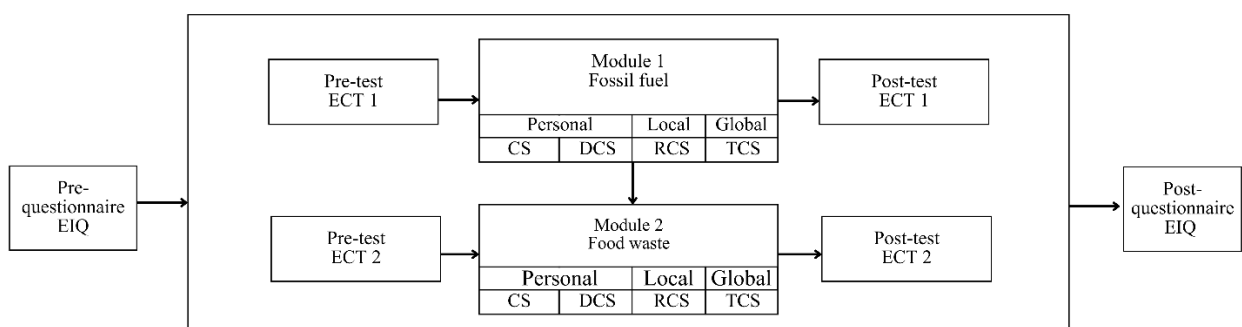 Pre-
questionnaire
EIQ
Pre-test
ECT 1
Module 1
Fossil fuel
Personal Local Global
CS DCS RCS TCS
Post-test
ECT 1
Pre-test
ECT 2
Module 2
Food waste
Personal Local Global
CS DCS RCS TCS
Post-test
ECT 2
Post-
questionnaire
EIQ